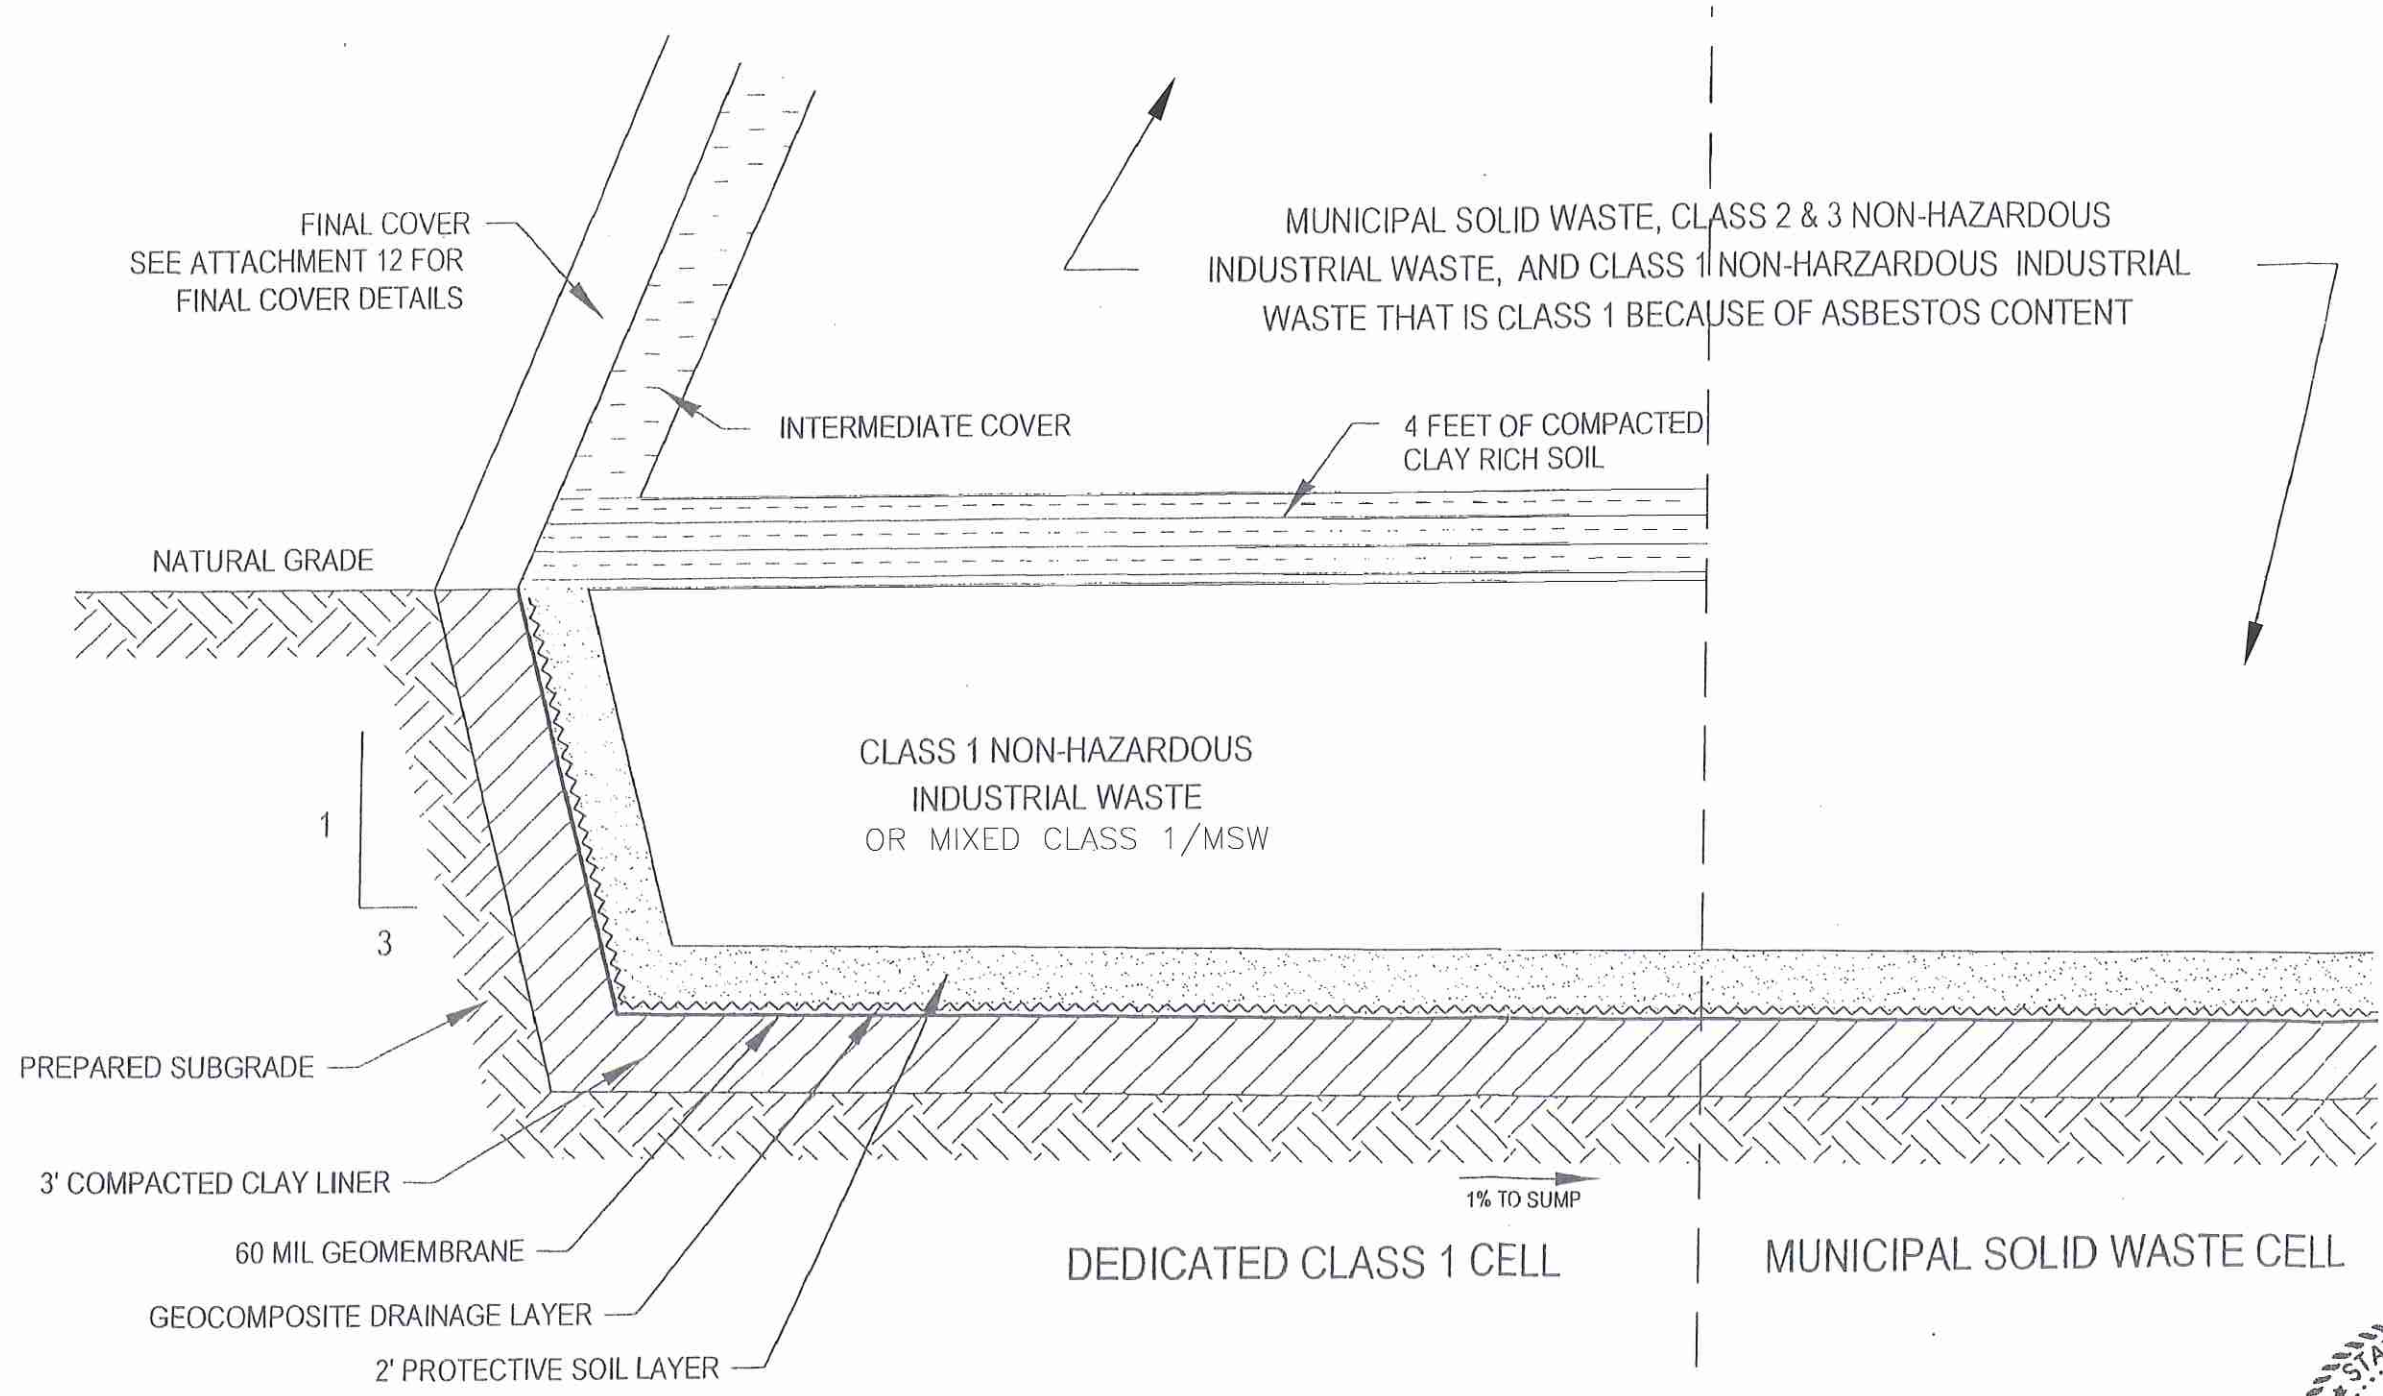 FINAL COVER
SEE ATTACHMENT 12 FOR
FINAL COVER DETAILS
MUNICIPAL SOLID WASTE, CLASS 2 & 3 NON-HAZARDOUS
INDUSTRIAL WASTE, AND CLASS 1 NON-HARZARDOUS INDUSTRIAL
WASTE THAT IS CLASS 1 BECAUSE OF ASBESTOS CONTENT
INTERMEDIATE COVER
4 FEET OF COMPACTED
CLAY RICH SOIL
NATURAL GRADE
CLASS 1 NON-HAZARDOUS
INDUSTRIAL WASTE
OR MIXED CLASS 1/MSW
1
3
PREPARED SUBGRADE
3' COMPACTED CLAY LINER
60 MIL GEOMEMBRANE
GEOCOMPOSITE DRAINAGE LAYER
2' PROTECTIVE SOIL LAYER
1% TO SUMP
DEDICATED CLASS 1 CELL
MUNICIPAL SOLID WASTE CELL